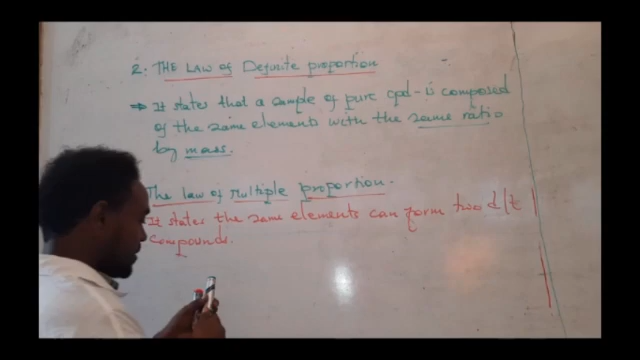 2. THE LAW of Definite proportion
⇒ It states that a sample of pure cpd - is composed
of the same elements with the same ratio
by mass.
The law of Multiple proportion.
It states the same elements can form two d/t
compounds.